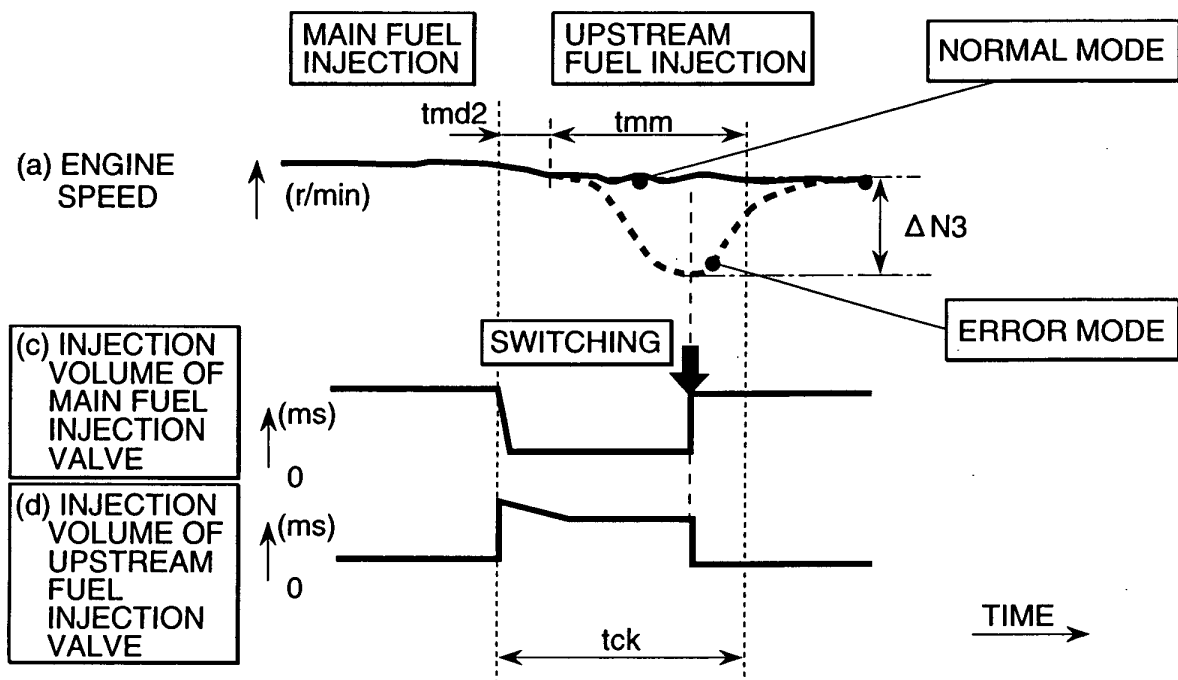 MAIN FUEL
INJECTION
UPSTREAM
FUEL INJECTION
NORMAL MODE
tmd2
tmm
(a) ENGINE
SPEED
(r/min)
Δ N3
ERROR MODE
SWITCHING
(c) INJECTION
VOLUME OF
MAIN FUEL
INJECTION
VALVE
(ms)
0
(d) INJECTION
VOLUME OF
UPSTREAM
FUEL
INJECTION
VALVE
(ms)
0
tck
TIME